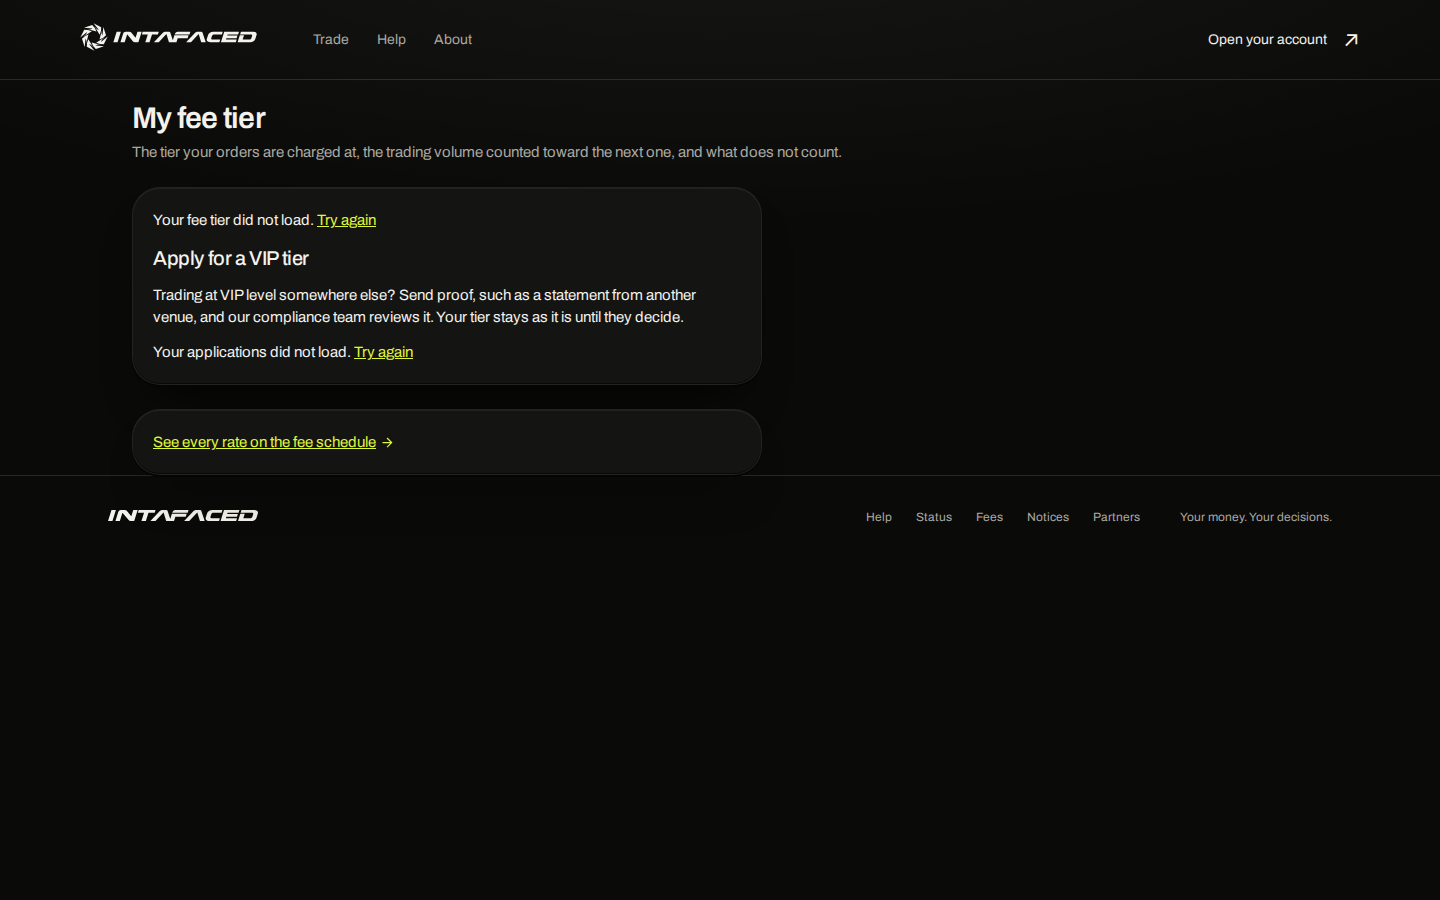 INTAFACED
Trade
Help
About
Open your account
My fee tier
The tier your orders are charged at, the trading volume counted toward the next one, and what does not count.
Your fee tier did not load. Try again
Apply for a VIP tier
Trading at VIP level somewhere else? Send proof, such as a statement from another
venue, and our compliance team reviews it. Your tier stays as it is until they decide.
Your applications did not load. Try again
See every rate on the fee schedule →
INTAFACED
Help
Status
Fees
Notices
Partners
Your money. Your decisions.